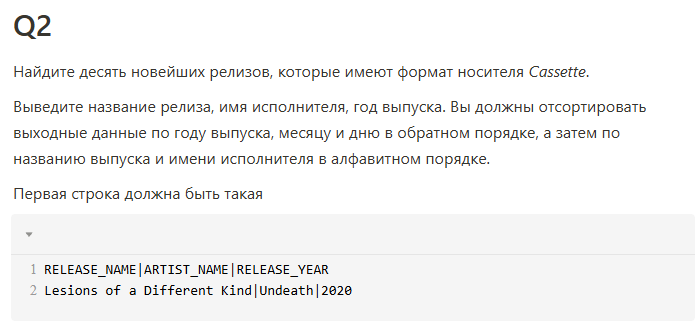 Q2
Найдите десять новейших релизов, которые имеют формат носителя Cassette.
Выведите название релиза, имя исполнителя, год выпуска. Вы должны отсортировать
выходные данные по году выпуска, месяцу и дню в обратном порядке, а затем по
названию выпуска и имени исполнителя в алфавитном порядке.
Первая строка должна быть такая
1 RELEASE_NAME|ARTIST_NAME|RELEASE_YEAR
2 Lesions of a Different Kind|Undeath|2020